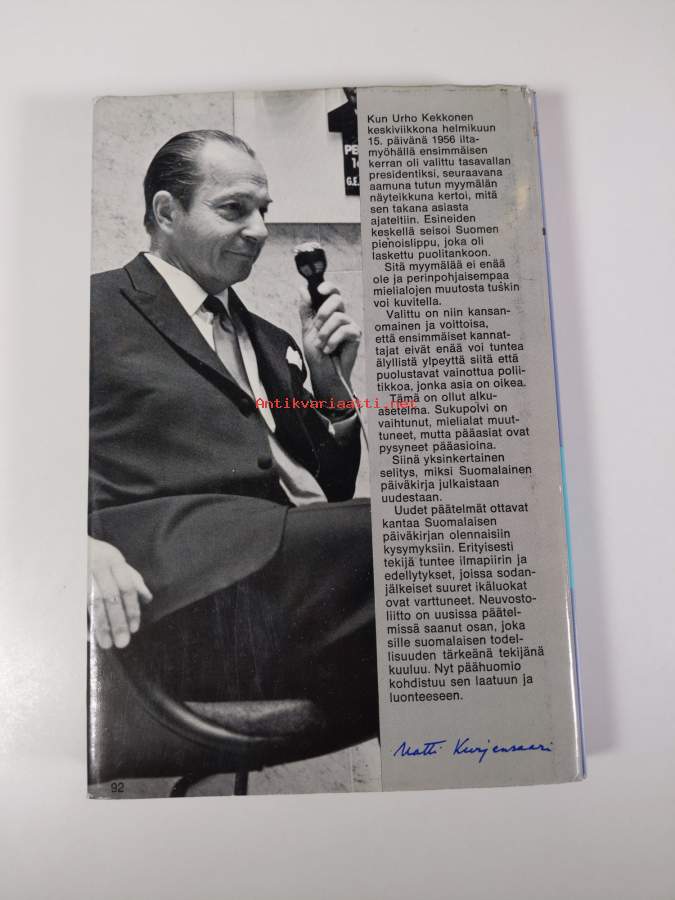 Kun Urho Kekkonen
keskiviikkona helmikuun
15. päivänä 1956 ilta-
myöhällä ensimmäisen
kerran oli valittu tasavallan
presidentiksi, seuraavana
aamuna tutun myymälän
näyteikkuna kertoi, mitä
sen takana asiasta
ajateltiin. Esineiden
keskellä seisoi Suomen
pienoislippu, joka oli
laskettu puolitankoon.
Sitä myymälää ei enää
ole ja perinpohjaisempaa
mielialojen muutosta tuskin
voi kuvitella.
Valittu on niin kansan-
omainen ja voittoisa,
että ensimmäiset kannat-
tajat eivät enää voi tuntea
älyllistä ylpeyttä siitä että
puolustavat vainottua polii-
tikkoa, jonka asia on oikea.
Tämä on ollut alku-
asetelma. Sukupolvi on
vaihtunut, mielialat muut-
tuneet, mutta pääasiat ovat
pysyneet pääasioina.
Siinä yksinkertainen
selitys, miksi Suomalainen
päiväkirja julkaistaan
uudestaan.
Uudet päätelmät ottavat
kantaa Suomalaisen
päiväkirjan olennaisiin
kysymyksiin. Erityisesti
tekijä tuntee ilmapiirin ja
edellytykset, joissa sodan-
jälkeiset suuret ikäluokat
ovat varttuneet. Neuvosto-
liitto on uusissa päätel-
missä saanut osan, joka
sille suomalaisen todel-
lisuuden tärkeänä tekijänä
kuuluu. Nyt päähuomio
kohdistuu sen laatuun ja
luonteeseen.
Matti Kurjensaari
92
PE
G.E
Antikvariaatti.net